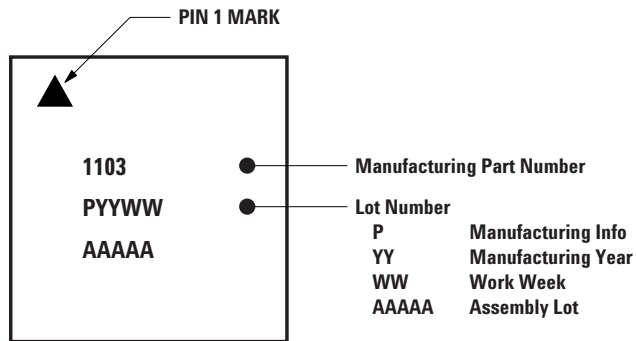 PIN 1 MARK
1103
Manufacturing Part Number
PYYWW
Lot Number
AAAAA
P Manufacturing Info
YY Manufacturing Year
WW Work Week
AAAAA Assembly Lot